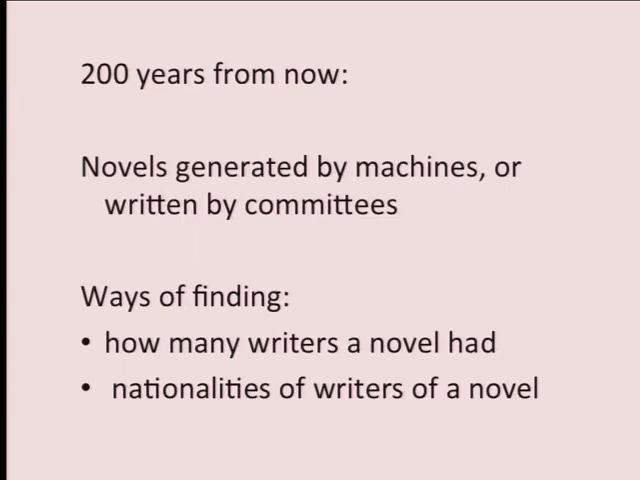 200 years from now:
Novels generated by machines, or
written by committees
Ways of finding:
• how many writers a novel had
• nationalities of writers of a novel